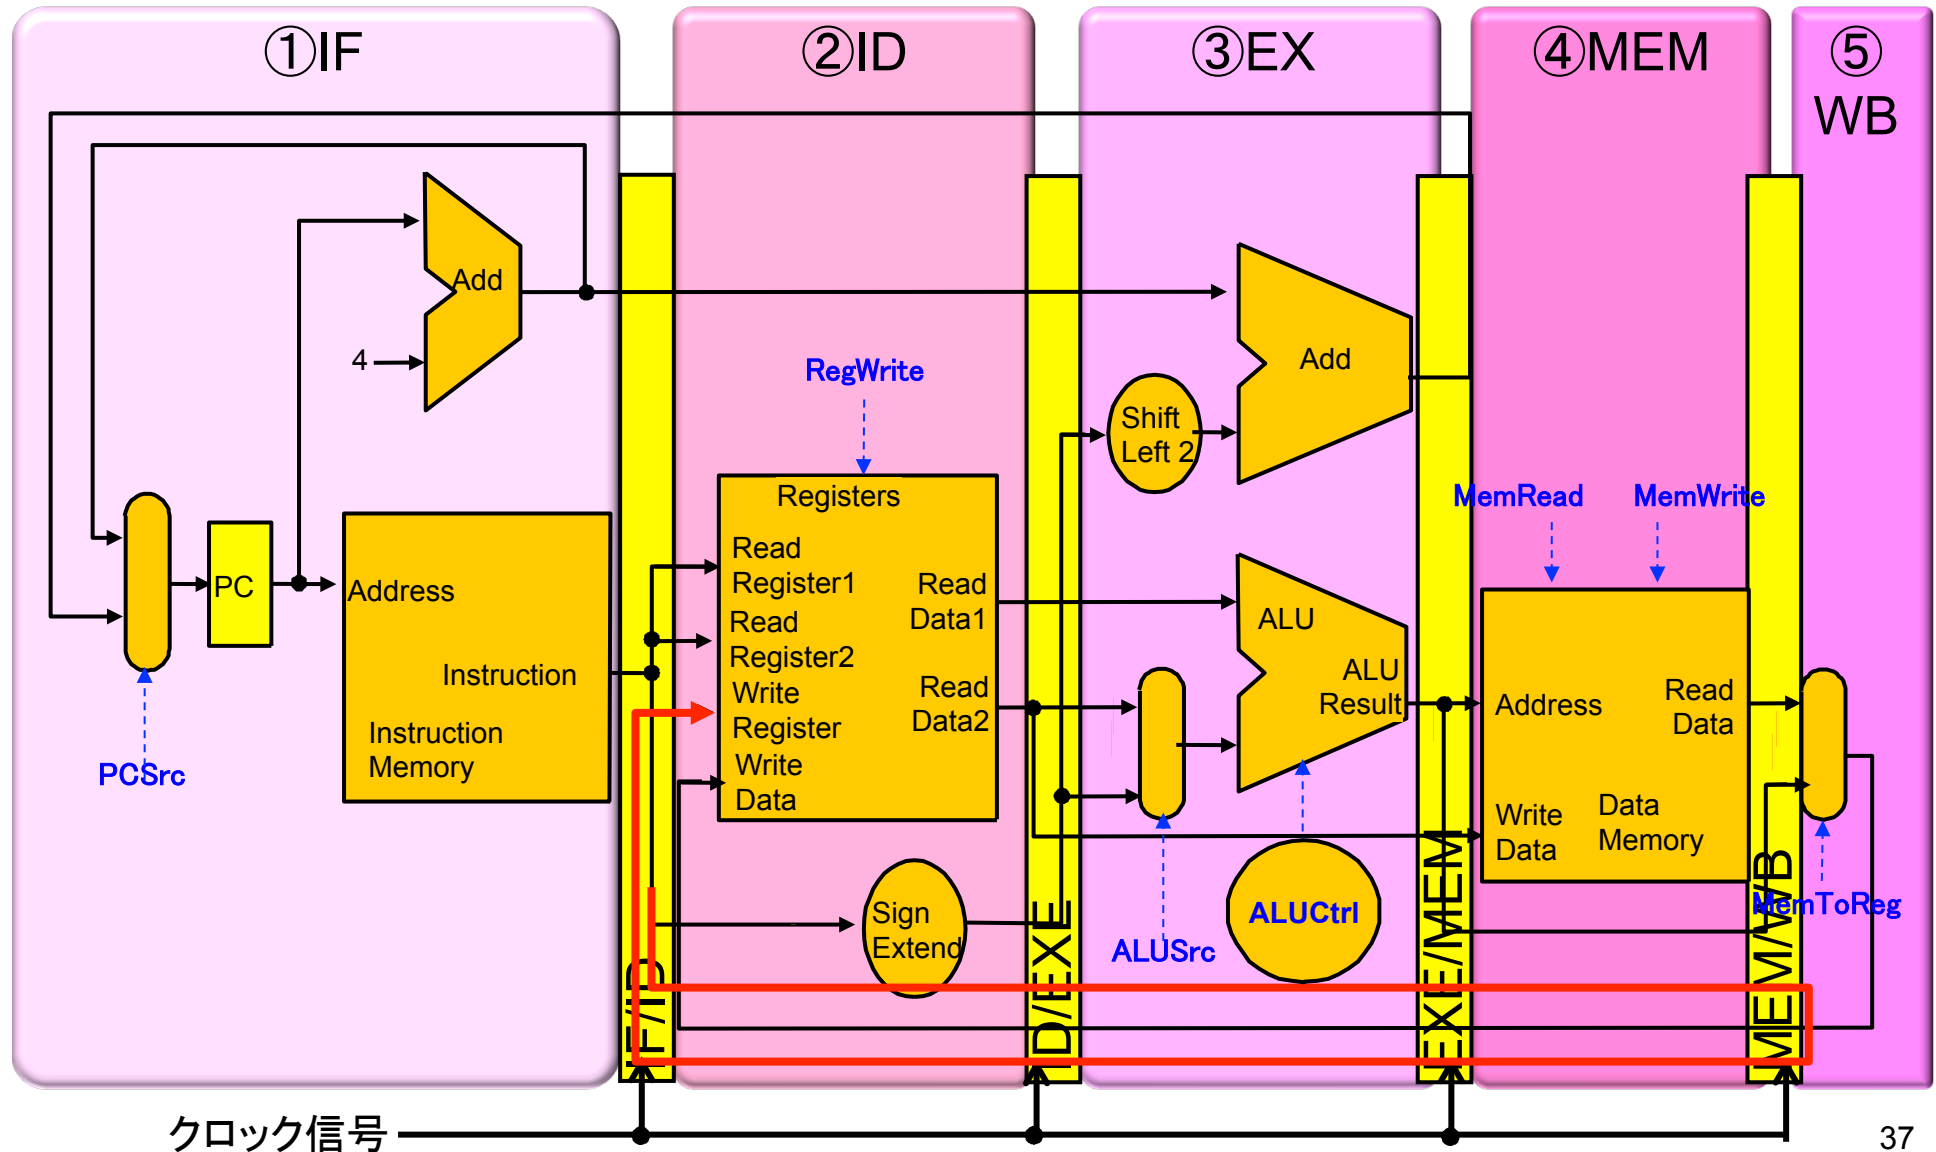 ①IF
②ID
③EX
④MEM
⑤
WB
Add
4
RegWrite
Add
Shift
Left 2
Registers
MemRead
MemWrite
Read
Register1
Read
Register2
Write
Register
Write
Data
Read
Data1
Read
Data2
PC
Address
Instruction
Instruction
Memory
PCSrc
ALU
ALU
Result
Address
Read
Data
Write
Data
Data
Memory
Sign
Extend
ALUSrc
ALUCtrl
MemToReg
IF/ID
ID/EXE
EXE/MEM
MEM/WB
クロック信号
37